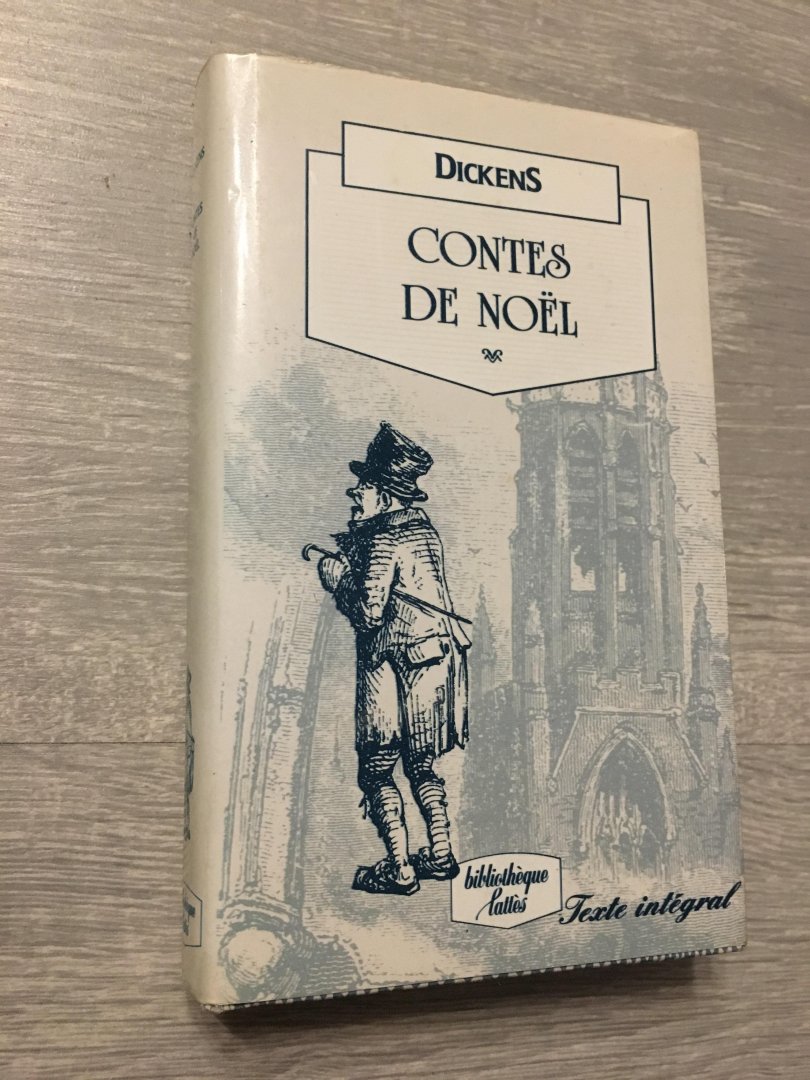 DICKENS
CONTES
DE NOËL
bibliothèque
Lattès
Texte intégral